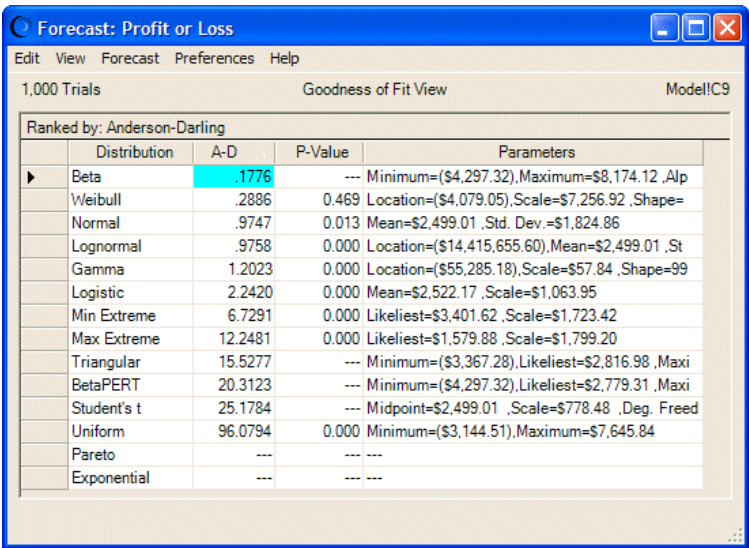 Forecast: Profit or Loss
Edit View Forecast Preferences Help
1,000 Trials Goodness of Fit View Model!C9
Ranked by: Anderson-Darling
Distribution A-D P-Value Parameters
Beta .1776 --- Minimum=($4,297.32),Maximum=$8,174.12 ,Alp
Weibull .2886 0.469 Location=($4,079.05),Scale=$7,256.92 ,Shape=
Normal .9747 0.013 Mean=$2,499.01 ,Std. Dev.=$1,824.86
Lognormal .9758 0.000 Location=($14,415,655.60),Mean=$2,499.01 ,St
Gamma 1.2023 0.000 Location=($55,285.18),Scale=$57.84 ,Shape=99
Logistic 2.2420 0.000 Mean=$2,522.17 ,Scale=$1,063.95
Min Extreme 6.7291 0.000 Likeliest=$3,401.62 ,Scale=$1,723.42
Max Extreme 12.2481 0.000 Likeliest=$1,579.88 ,Scale=$1,799.20
Triangular 15.5277 --- Minimum=($3,367.28),Likeliest=$2,816.98 ,Maxi
BetaPERT 20.3123 --- Minimum=($4,297.32),Likeliest=$2,779.31 ,Maxi
Student's t 25.1784 --- Midpoint=$2,499.01 ,Scale=$778.48 ,Deg. Freed
Uniform 96.0794 0.000 Minimum=($3,144.51),Maximum=$7,645.84
Pareto --- --- ---
Exponential --- --- ---